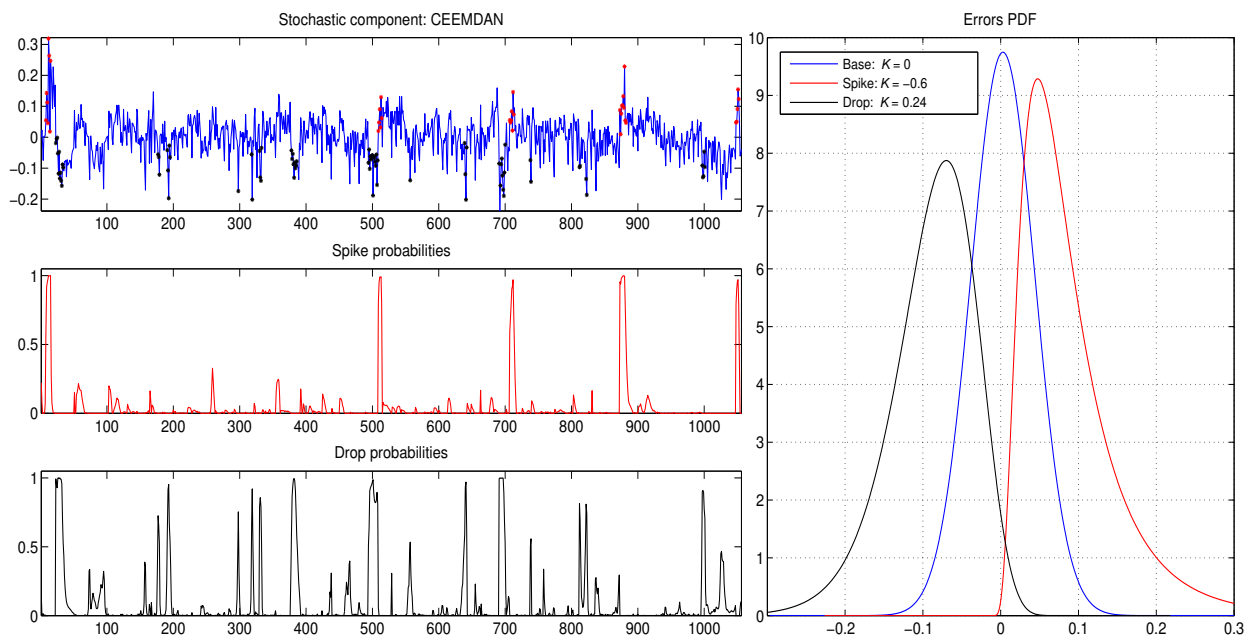 Stochastic component: CEEMDAN
0.3
0.2
0.1
0
−0.1
−0.2
100 200 300 400 500 600 700 800 900 1000
Spike probabilities
1
0.5
0
100 200 300 400 500 600 700 800 900 1000
Drop probabilities
1
0.5
0
100 200 300 400 500 600 700 800 900 1000
Errors PDF
10
9
8
7
6
5
4
3
2
1
0
−0.2 −0.1 0 0.1 0.2 0.3
Base: K = 0
Spike: K = −0.6
Drop: K = 0.24